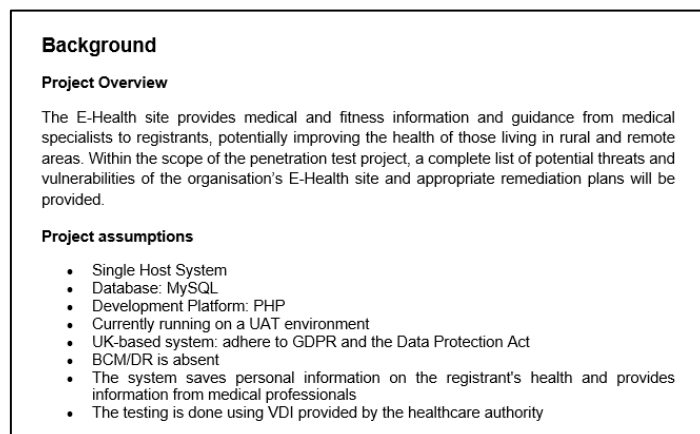 Background
Project Overview
The E-Health site provides medical and fitness information and guidance from medical
specialists to registrants, potentially improving the health of those living in rural and remote
areas. Within the scope of the penetration test project, a complete list of potential threats and
vulnerabilities of the organisation's E-Health site and appropriate remediation plans will be
provided.
Project assumptions
• Single Host System
• Database: MySQL
• Development Platform: PHP
• Currently running on a UAT environment
• UK-based system: adhere to GDPR and the Data Protection Act
• BCM/DR is absent
• The system saves personal information on the registrant's health and provides
information from medical professionals
• The testing is done using VDI provided by the healthcare authority